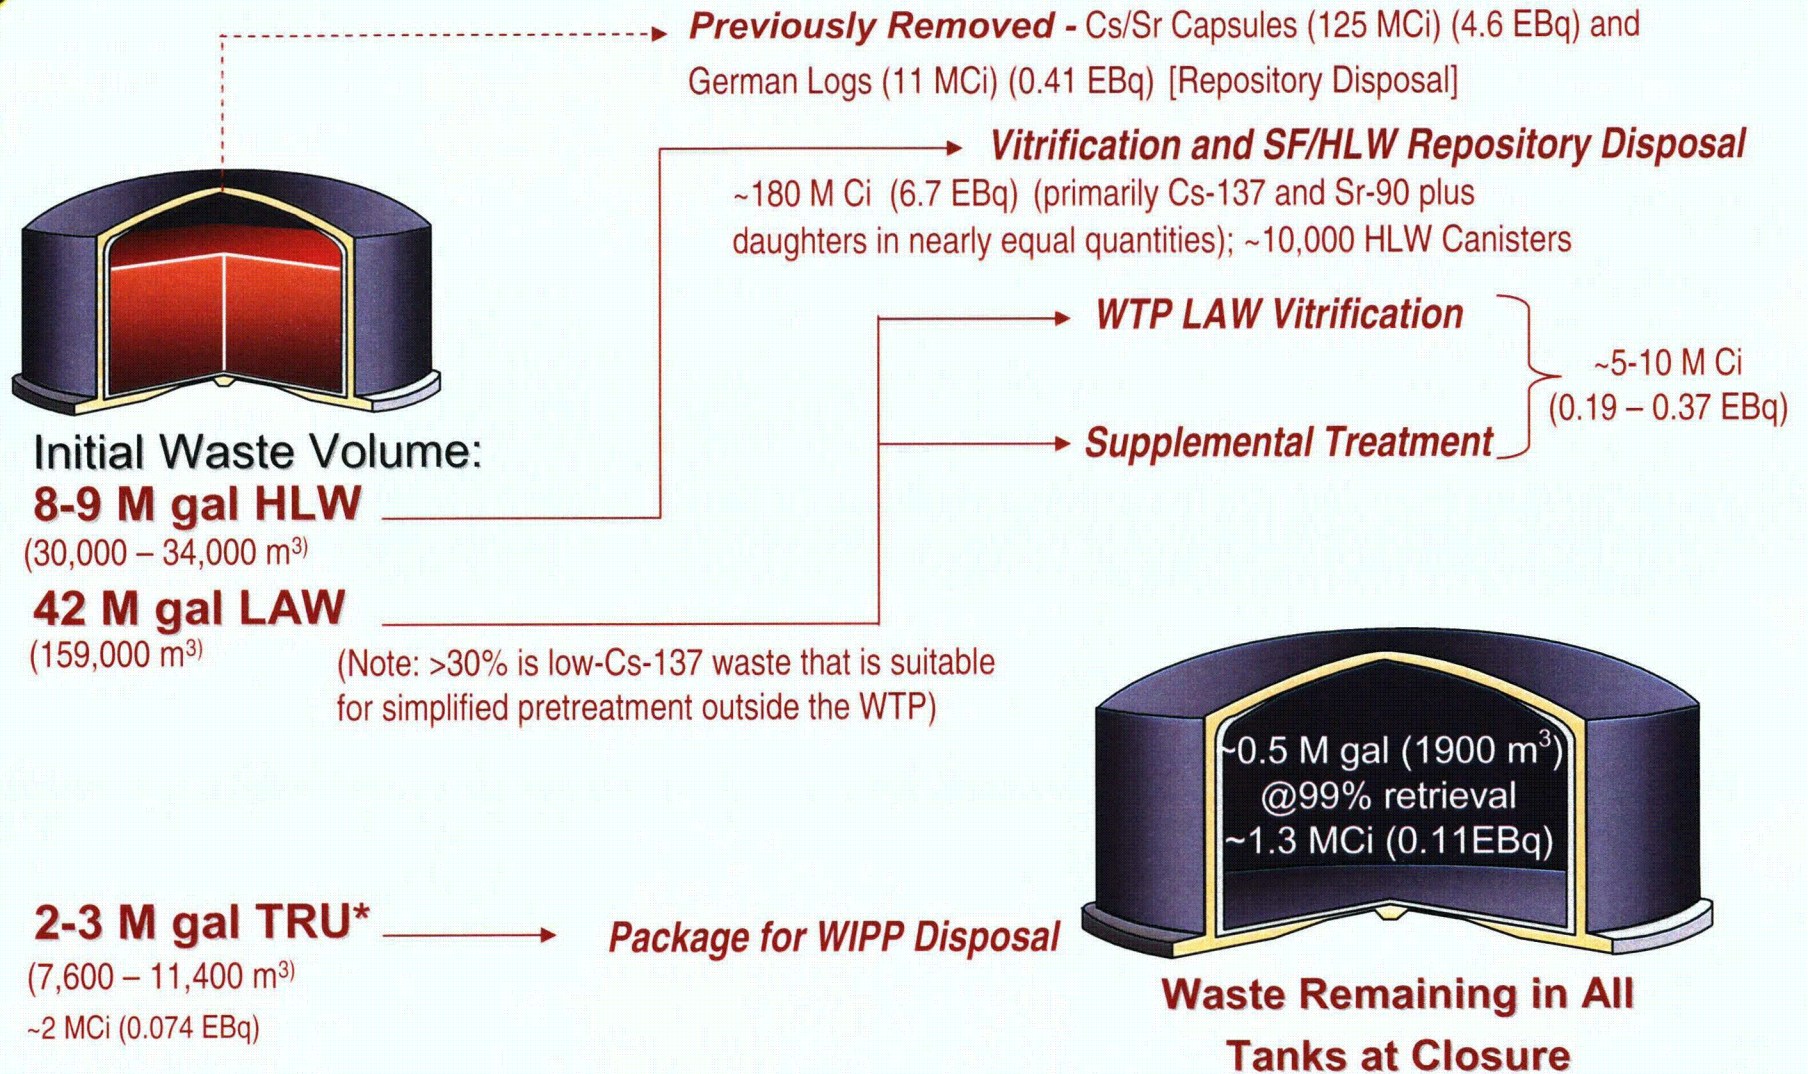 Previously Removed - Cs/Sr Capsules (125 MCi) (4.6 EBq) and
German Logs (11 MCi) (0.41 EBq) [Repository Disposal]
Vitrification and SF/HLW Repository Disposal
~180 M Ci (6.7 EBq) (primarily Cs-137 and Sr-90 plus
daughters in nearly equal quantities); ~10,000 HLW Canisters
WTP LAW Vitrification
~5-10 M Ci
(0.19 – 0.37 EBq)
Supplemental Treatment
Initial Waste Volume:
8-9 M gal HLW
(30,000 – 34,000 m³)
42 M gal LAW
(159,000 m³)
(Note: >30% is low-Cs-137 waste that is suitable
for simplified pretreatment outside the WTP)
~0.5 M gal (1900 m³)
@99% retrieval
~1.3 MCi (0.11EBq)
2-3 M gal TRU*
Package for WIPP Disposal
(7,600 – 11,400 m³)
~2 MCi (0.074 EBq)
Waste Remaining in All
Tanks at Closure